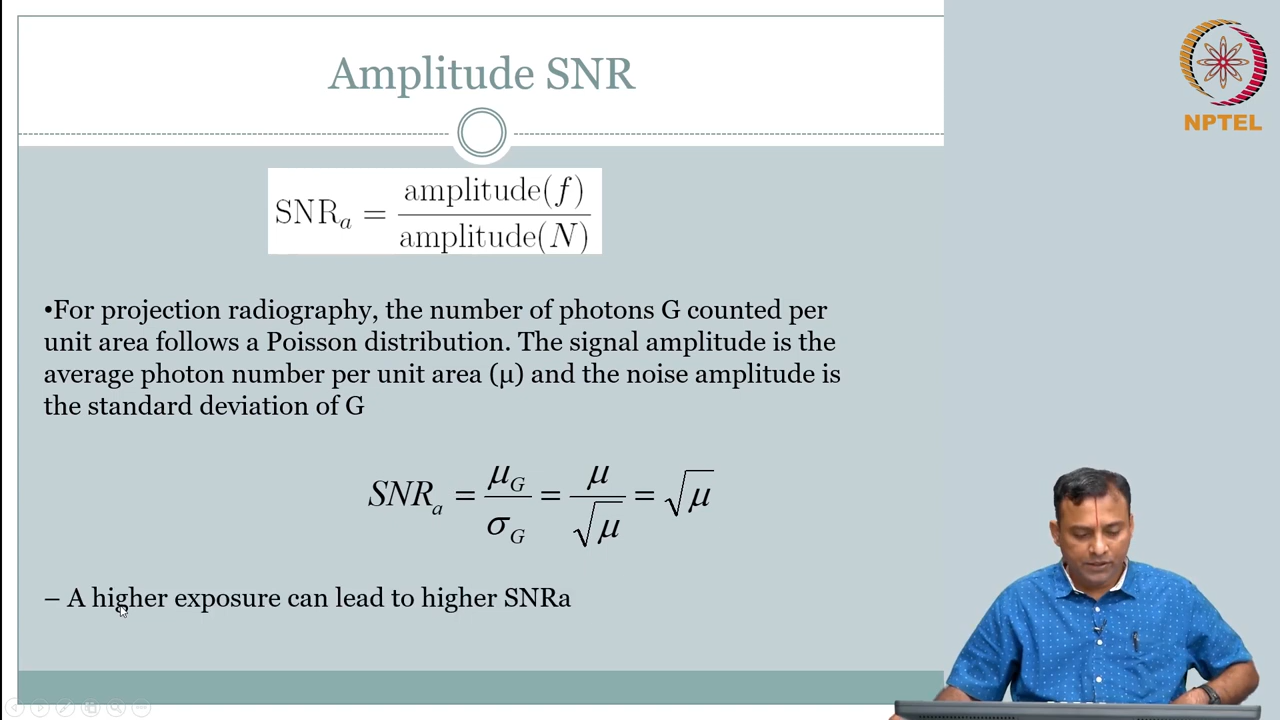 Amplitude SNR
NPTEL
SNRₐ = amplitude(f) / amplitude(N)
•For projection radiography, the number of photons G counted per
unit area follows a Poisson distribution. The signal amplitude is the
average photon number per unit area (μ) and the noise amplitude is
the standard deviation of G
SNRₐ = μ_G / σ_G = μ / √μ = √μ
– A higher exposure can lead to higher SNRa